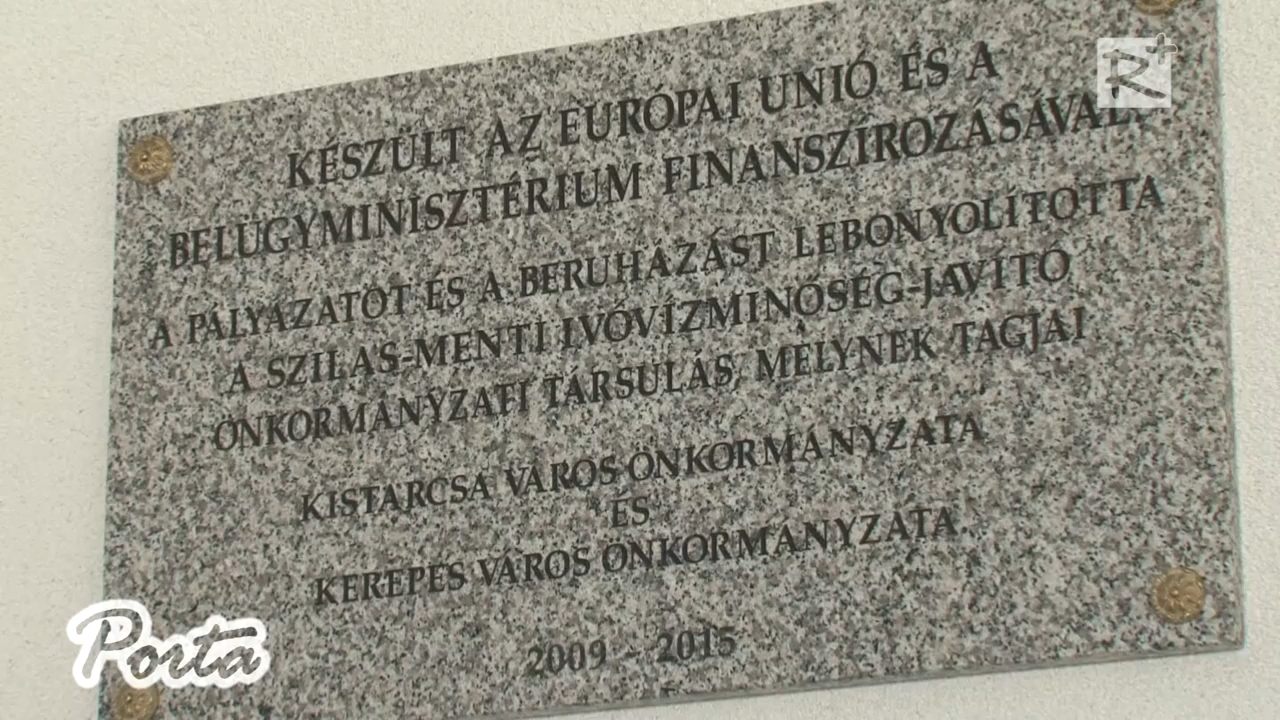 R+
KÉSZÜLT AZ EURÓPAI UNIÓ ÉS A
BELÜGYMINISZTÉRIUM FINANSZÍROZÁSÁVAL.
A PÁLYÁZATOT ÉS A BERUHÁZÁST LEBONYOLÍTOTTA
A SZILAS-MENTI IVÓVÍZMINŐSÉG-JAVÍTÓ
ÖNKORMÁNYZATI TÁRSULÁS, MELYNEK TAGJAI
KISTARCSA VÁROS ÖNKORMÁNYZATA
ÉS
KEREPES VÁROS ÖNKORMÁNYZATA
2009 - 2015
Porta